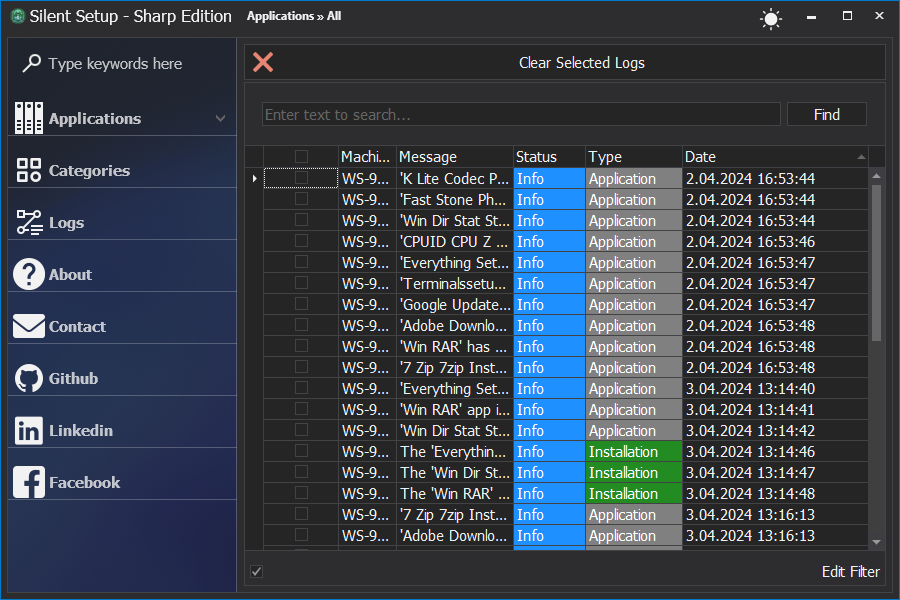 Silent Setup - Sharp Edition Applications » All
Type keywords here
Applications
Categories
Logs
About
Contact
Github
Linkedin
Facebook
Clear Selected Logs
Enter text to search...
Find
Machi... Message Status Type Date
WS-9... 'K Lite Codec P... Info Application 2.04.2024 16:53:44
WS-9... 'Fast Stone Ph... Info Application 2.04.2024 16:53:44
WS-9... 'Win Dir Stat St... Info Application 2.04.2024 16:53:44
WS-9... 'CPUID CPU Z ... Info Application 2.04.2024 16:53:46
WS-9... 'Everything Set... Info Application 2.04.2024 16:53:47
WS-9... 'Terminalssetu... Info Application 2.04.2024 16:53:47
WS-9... 'Google Update... Info Application 2.04.2024 16:53:47
WS-9... 'Adobe Downlo... Info Application 2.04.2024 16:53:48
WS-9... 'Win RAR' has ... Info Application 2.04.2024 16:53:48
WS-9... '7 Zip 7zip Inst... Info Application 2.04.2024 16:53:48
WS-9... 'Everything Set... Info Application 3.04.2024 13:14:40
WS-9... 'Win RAR' app i... Info Application 3.04.2024 13:14:41
WS-9... 'Win Dir Stat St... Info Application 3.04.2024 13:14:42
WS-9... The 'Everythin... Info Installation 3.04.2024 13:14:46
WS-9... The 'Win Dir St... Info Installation 3.04.2024 13:14:47
WS-9... The 'Win RAR' ... Info Installation 3.04.2024 13:14:48
WS-9... '7 Zip 7zip Inst... Info Application 3.04.2024 13:16:13
WS-9... 'Adobe Downlo... Info Application 3.04.2024 13:16:13
Edit Filter